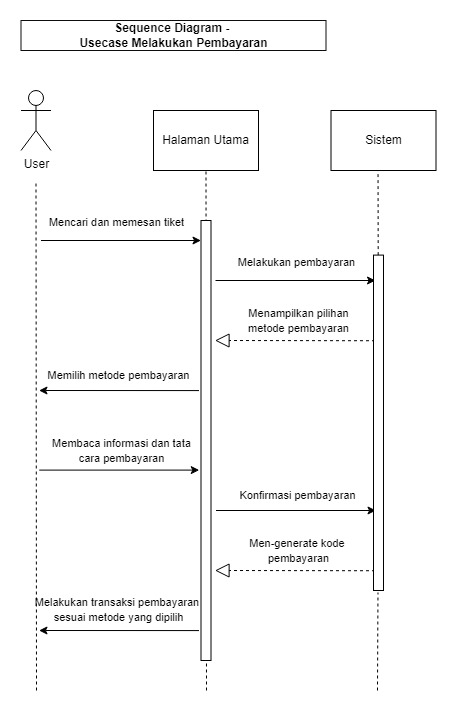 Sequence Diagram -
Usecase Melakukan Pembayaran
User
Halaman Utama
Sistem
Mencari dan memesan tiket
Melakukan pembayaran
Menampilkan pilihan
metode pembayaran
Memilih metode pembayaran
Membaca informasi dan tata
cara pembayaran
Konfirmasi pembayaran
Men-generate kode
pembayaran
Melakukan transaksi pembayaran
sesuai metode yang dipilih